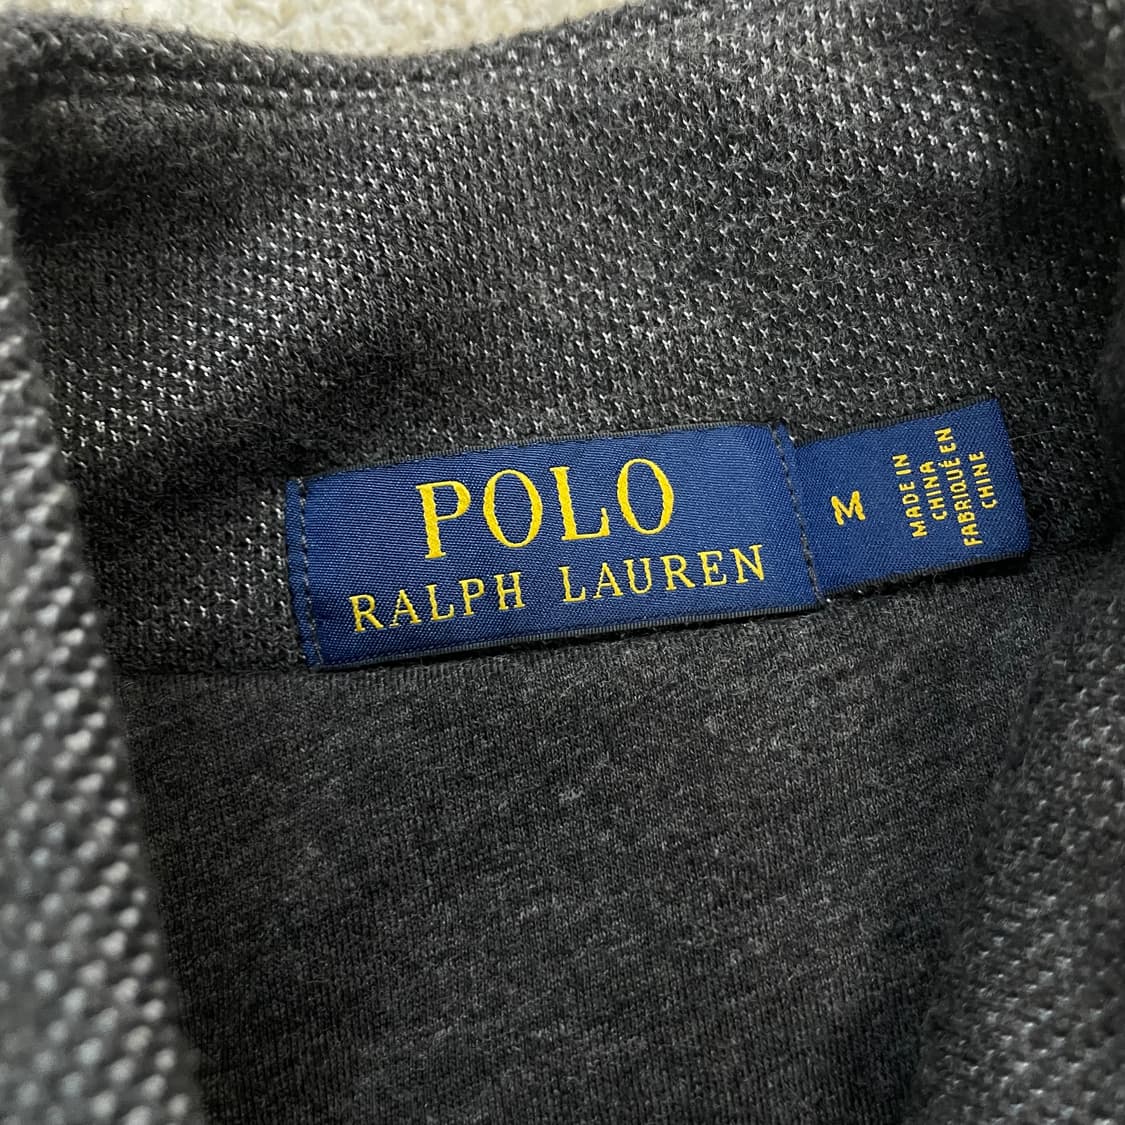 POLO
RALPH LAUREN
M
MADE IN
CHINA
FABRIQUÉ EN
CHINE